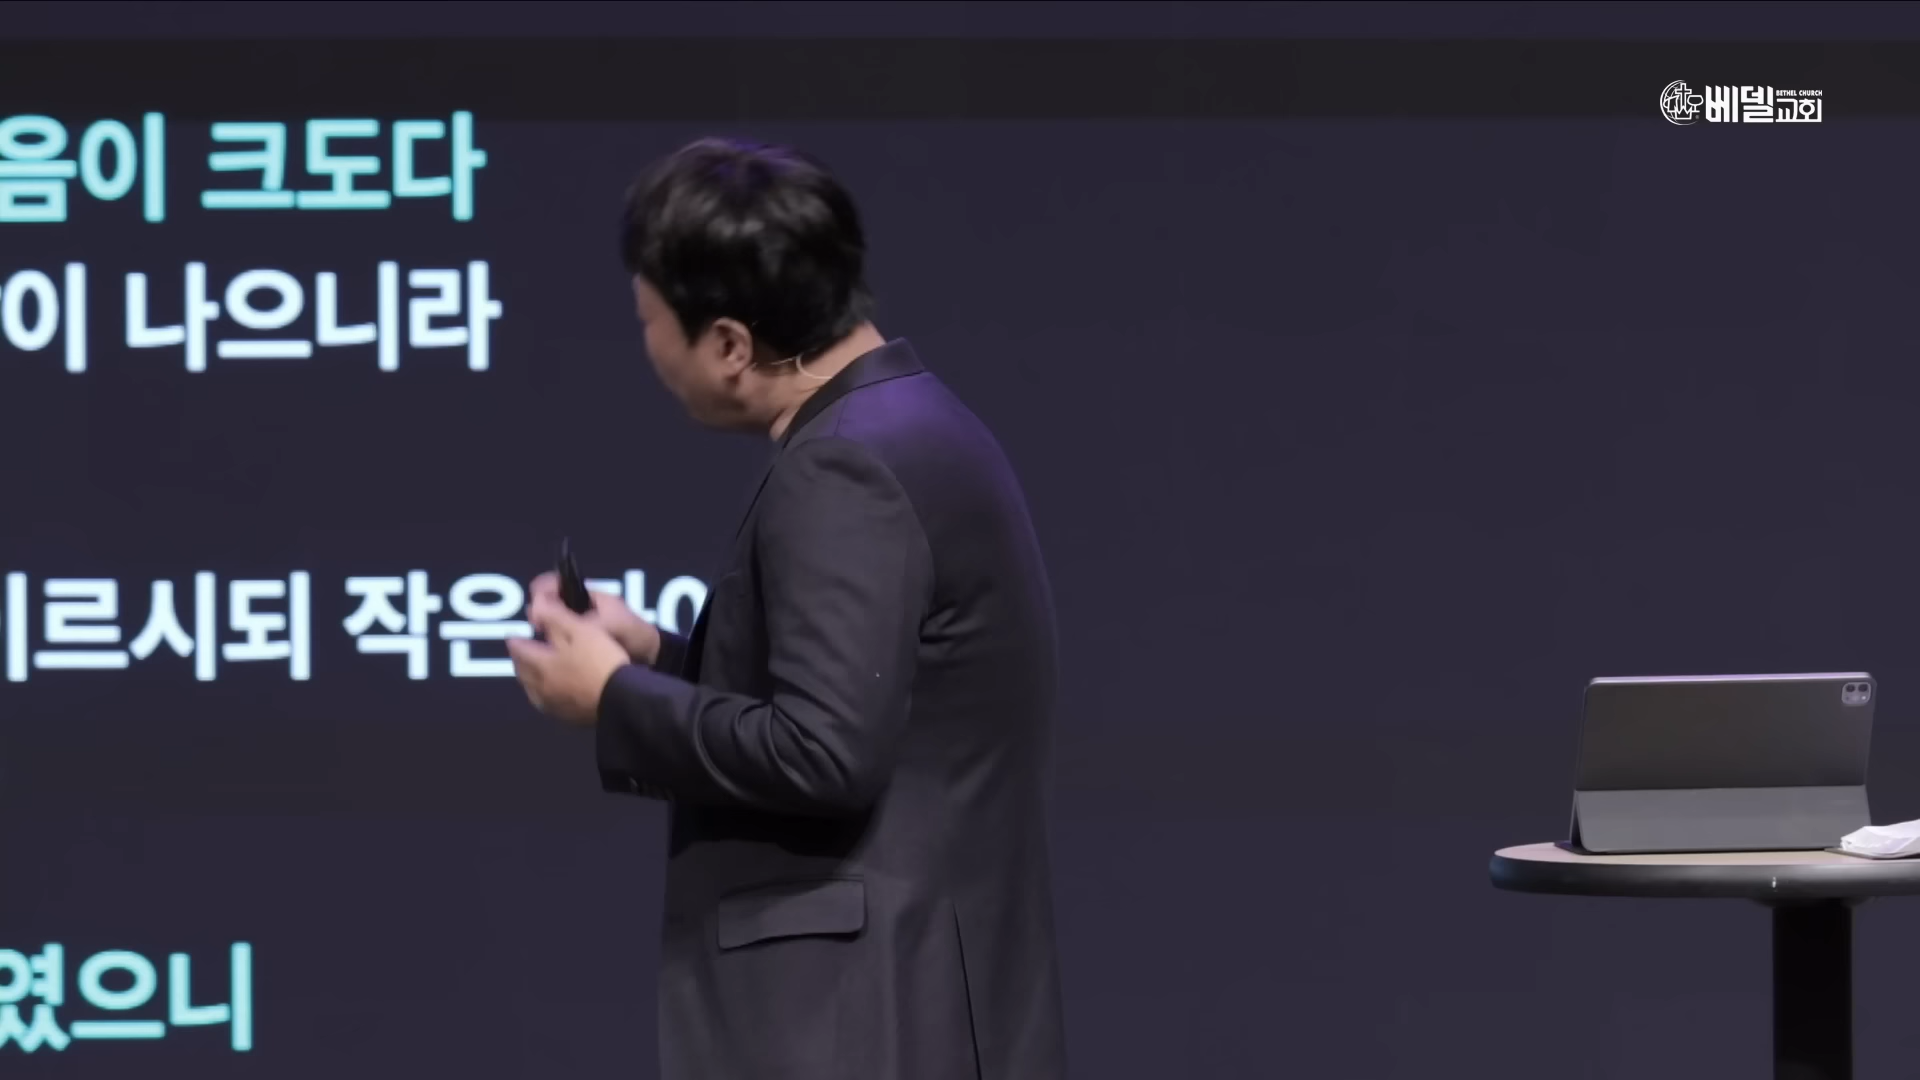 음이 크도다
이 나으니라
이르시되 작은
였으니
베델교회
BETHEL CHURCH